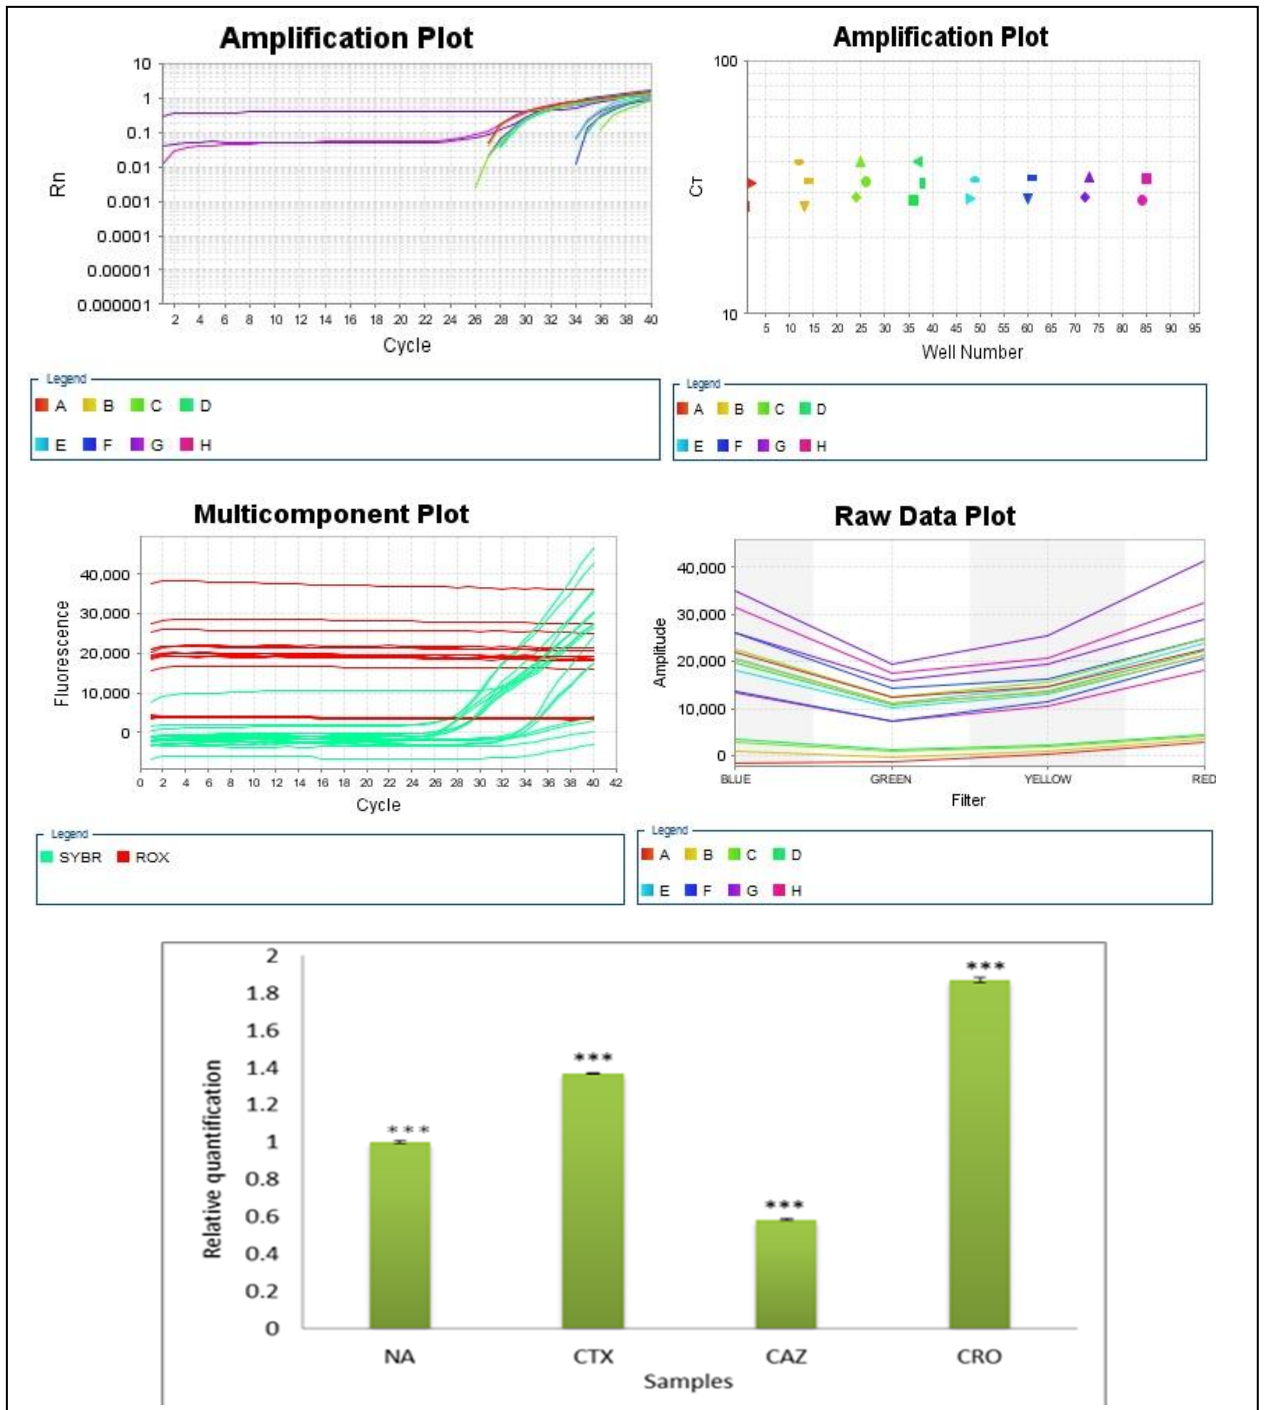 Amplification Plot
10
1
0.1
0.01
0.001
0.0001
0.00001
0.000001
Rn
2 4 6 8 10 12 14 16 18 20 22 24 26 28 30 32 34 36 38 40
Cycle
Legend
A B C D
E F G H
Amplification Plot
100
10
CT
5 10 15 20 25 30 35 40 45 50 55 60 65 70 75 80 85 90 95
Well Number
Legend
A B C D
E F G H
Multicomponent Plot
40,000
30,000
20,000
10,000
0
Fluorescence
0 2 4 6 8 10 12 14 16 18 20 22 24 26 28 30 32 34 36 38 40 42
Cycle
Legend
SYBR ROX
Raw Data Plot
40,000
30,000
20,000
10,000
0
Amplitude
BLUE GREEN YELLOW RED
Filter
Legend
A B C D
E F G H
2
1.8
1.6
1.4
1.2
1
0.8
0.6
0.4
0.2
0
Relative quantification
***
***
***
***
NA CTX CAZ CRO
Samples